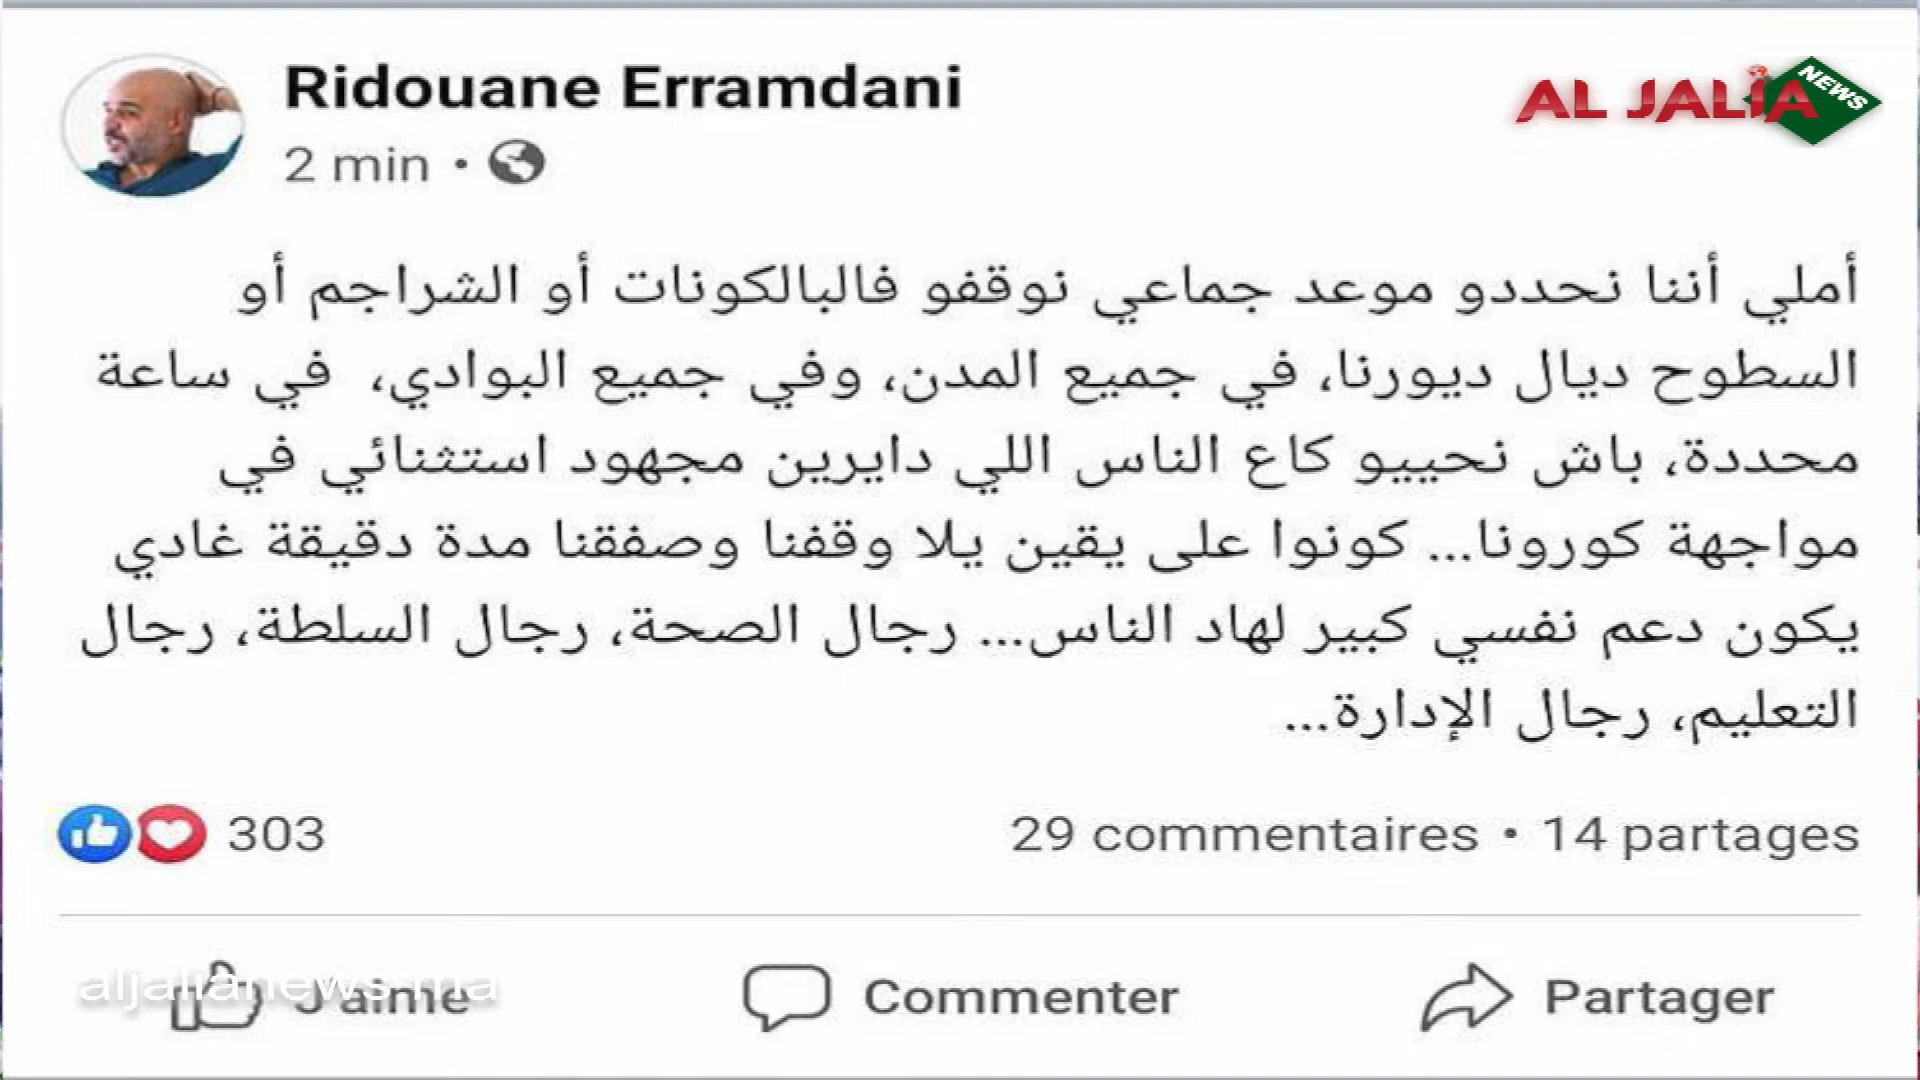 Ridouane Erramdani
AL JALIA NEWS
2 min •
أملي أننا نحددو موعد جماعي نوقفو فالبالكونات أو الشراجم أو
السطوح ديال ديورنا، في جميع المدن، وفي جميع البوادي، في ساعة
محددة، باش نحييو كاع الناس اللي دايرين مجهود استثنائي في
مواجهة كورونا... كونوا على يقين يلا وقفنا وصفقنا مدة دقيقة غادي
يكون دعم نفسي كبير لهاد الناس... رجال الصحة، رجال السلطة، رجال
التعليم، رجال الإدارة...
303
29 commentaires • 14 partages
aljalianews.ma
J'aime
Commenter
Partager